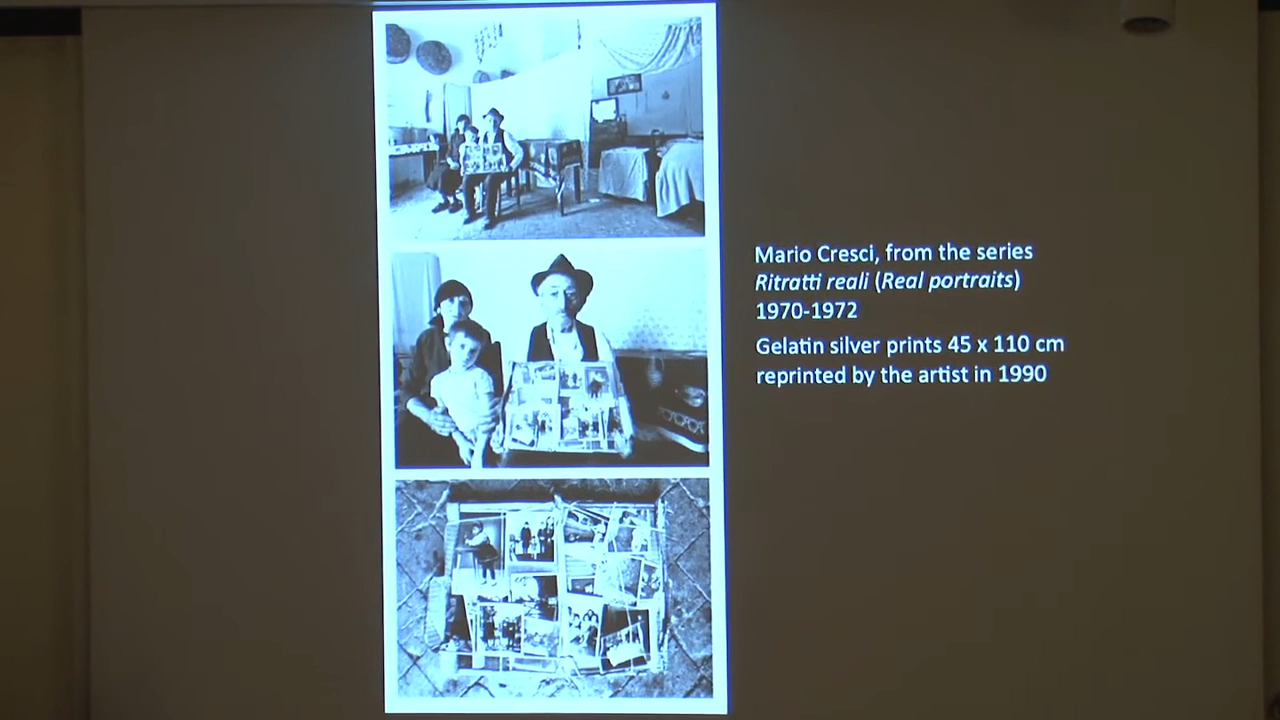 Mario Cresci, from the series
Ritratti reali (Real portraits)
1970-1972
Gelatin silver prints 45 x 110 cm
reprinted by the artist in 1990